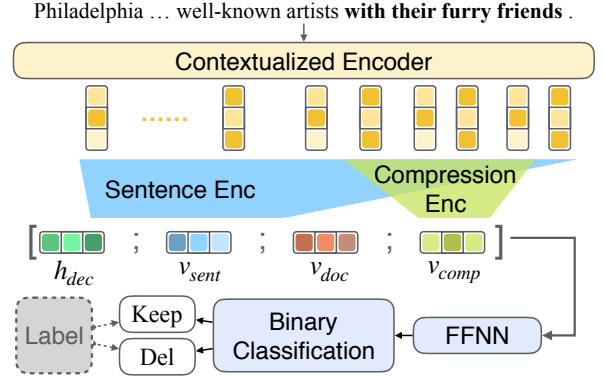 Philadelphia … well-known artists with their furry friends .
Contextualized Encoder
......
Sentence Enc
Compression
Enc
[ ; ; ; ]
h_dec v_sent v_doc v_comp
Label
Keep
Del
Binary
Classification
FFNN